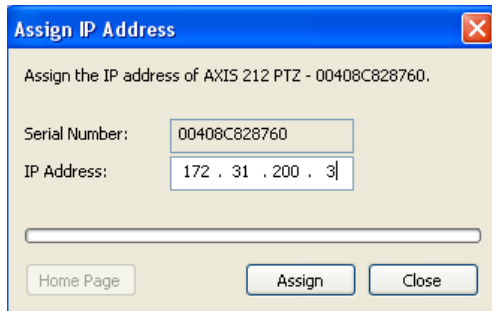 Assign IP Address
Assign the IP address of AXIS 212 PTZ - 00408C828760.
Serial Number: 00408C828760
IP Address: 172 . 31 . 200 . 3
Home Page Assign Close